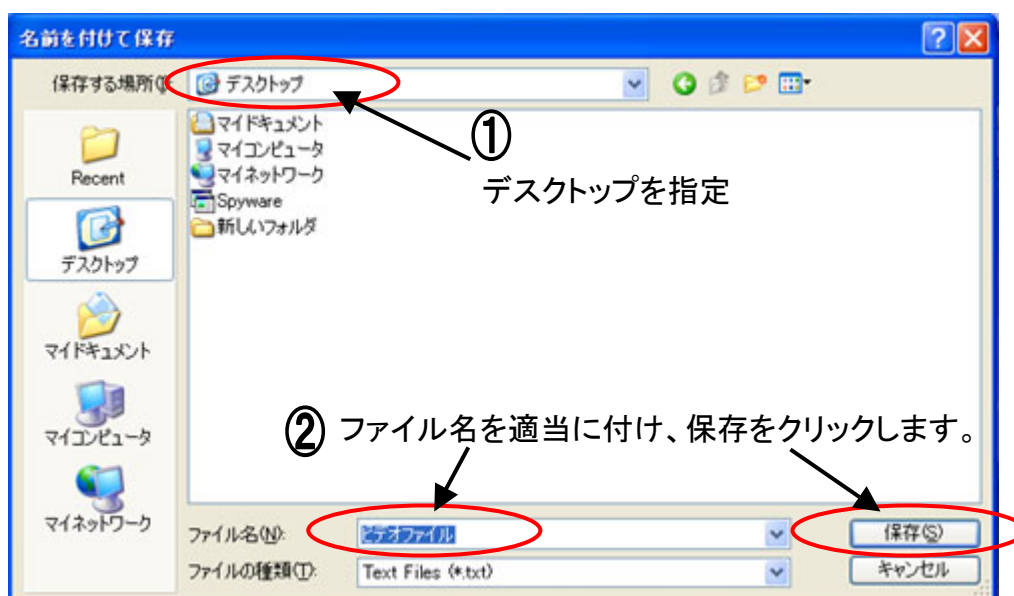 名前を付けて保存
保存する場所(I):
デスクトップ
マイドキュメント
マイコンピュータ
マイネットワーク
Spyware
新しいフォルダ
①
デスクトップを指定
Recent
デスクトップ
マイドキュメント
マイコンピュータ
マイネットワーク
② ファイル名を適当に付け、保存をクリックします。
ファイル名(N): ビデオファイル 保存(S)
ファイルの種類(T): Text Files (*.txt) キャンセル